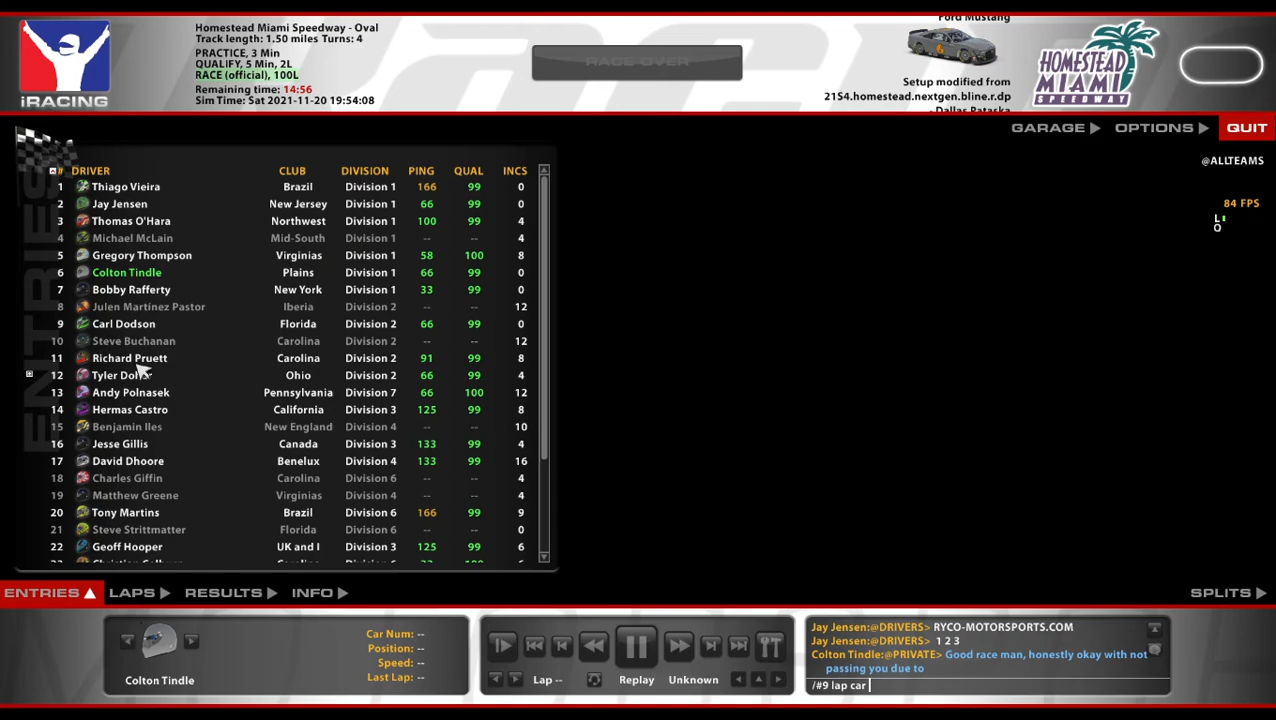 Homestead Miami Speedway - Oval
Track length: 1.50 miles Turns: 4
PRACTICE, 3 Min
QUALIFY, 5 Min, 2L
RACE (official), 100L
Remaining time: 14:56
Sim Time: Sat 2021-11-20 19:54:08
iRACING
RACE OVER
Ford Mustang
Setup modified from
2154.homestead.nextgen.bline.r.dp
- Dallas Pataska
HOMESTEAD
MIAMI
SPEEDWAY
GARAGE OPTIONS QUIT
@ALLTEAMS
84 FPS
L
Q
ENTRIES
# DRIVER CLUB DIVISION PING QUAL INCS
1 Thiago Vieira Brazil Division 1 166 99 0
2 Jay Jensen New Jersey Division 1 66 99 0
3 Thomas O'Hara Northwest Division 1 100 99 4
4 Michael McLain Mid-South Division 1 -- -- 4
5 Gregory Thompson Virginias Division 1 58 100 8
6 Colton Tindle Plains Division 1 66 99 0
7 Bobby Rafferty New York Division 1 33 99 0
8 Julen Martínez Pastor Iberia Division 2 -- -- 12
9 Carl Dodson Florida Division 2 66 99 0
10 Steve Buchanan Carolina Division 2 -- -- 12
11 Richard Pruett Carolina Division 2 91 99 8
12 Tyler Ohio Division 2 66 99 4
13 Andy Polnasek Pennsylvania Division 7 66 100 12
14 Hermas Castro California Division 3 125 99 8
15 Benjamin Iles New England Division 4 -- -- 10
16 Jesse Gillis Canada Division 3 133 99 4
17 David Dhoore Benelux Division 4 133 99 16
18 Charles Giffin Carolina Division 6 -- -- 4
19 Matthew Greene Virginias Division 4 -- -- 4
20 Tony Martins Brazil Division 6 166 99 9
21 Steve Strittmatter Florida Division 6 -- -- 0
22 Geoff Hooper UK and I Division 3 125 99 6
ENTRIES LAPS RESULTS INFO SPLITS
Colton Tindle
Car Num: --
Position: --
Speed: --
Last Lap: --
Lap -- Replay Unknown
Jay Jensen:@DRIVERS> RYCO-MOTORSPORTS.COM
Jay Jensen:@DRIVERS> 1 2 3
Colton Tindle:@PRIVATE> Good race man, honestly okay with not
passing you due to
/#9 lap car